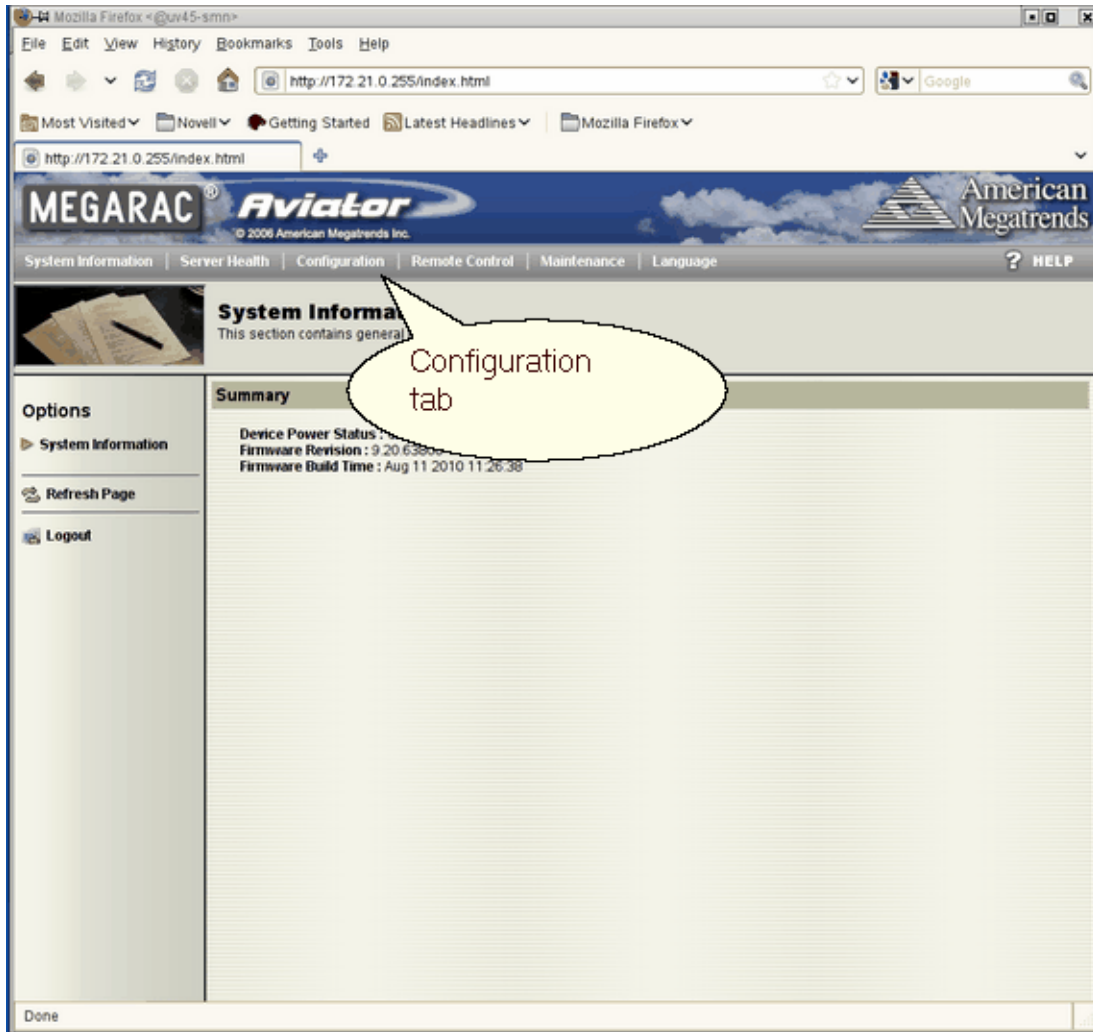 Mozilla Firefox <@uv45-smn>
File Edit View History Bookmarks Tools Help
http://172.21.0.255/index.html Google
Most Visited Novell Getting Started Latest Headlines Mozilla Firefox
http://172.21.0.255/index.html
MEGARAC® Aviator American Megatrends
© 2006 American Megatrends Inc.
System Information | Server Health | Configuration | Remote Control | Maintenance | Language ? HELP
System Informa
This section contains general
Configuration
tab
Options
System Information
Refresh Page
Logout
Summary
Device Power Status :
Firmware Revision : 9.20.63800
Firmware Build Time : Aug 11 2010 11:26:38
Done